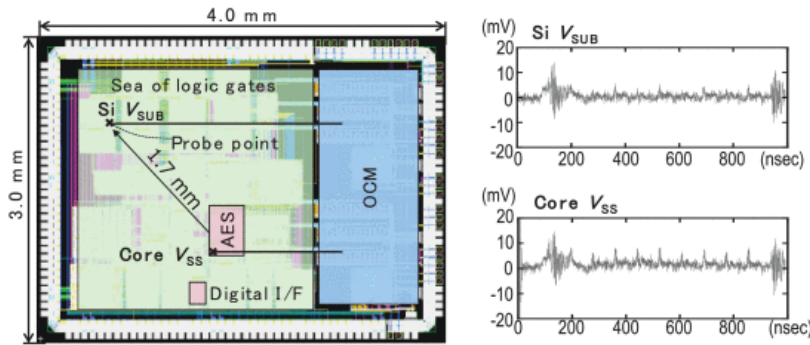 4.0 mm
3.0 mm
Sea of logic gates
Si VSUB
Probe point
1.7 mm
AES
Core VSS
Digital I/F
OCM
(mV) Si VSUB
20
10
0
-10
-20
0 200 400 600 800 (nsec)
(mV) Core VSS
20
10
0
-10
-20
0 200 400 600 800 (nsec)